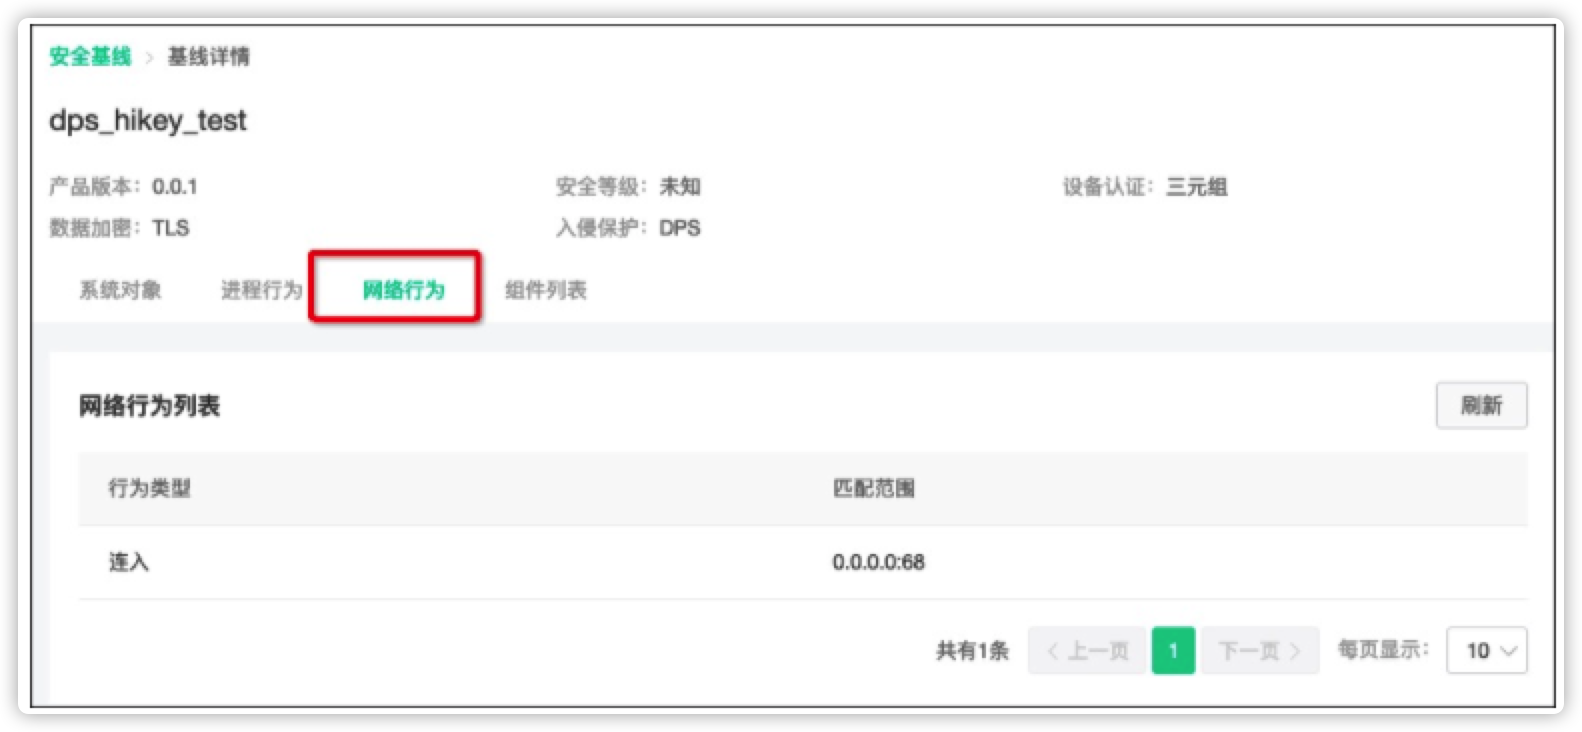 安全基线 > 基线详情
dps_hikey_test
产品版本：0.0.1 安全等级：未知 设备认证：三元组
数据加密：TLS 入侵保护：DPS
系统对象 进程行为 网络行为 组件列表
网络行为列表 刷新
行为类型 匹配范围
连入 0.0.0.0:68
共有1条 < 上一页 1 下一页 > 每页显示：10